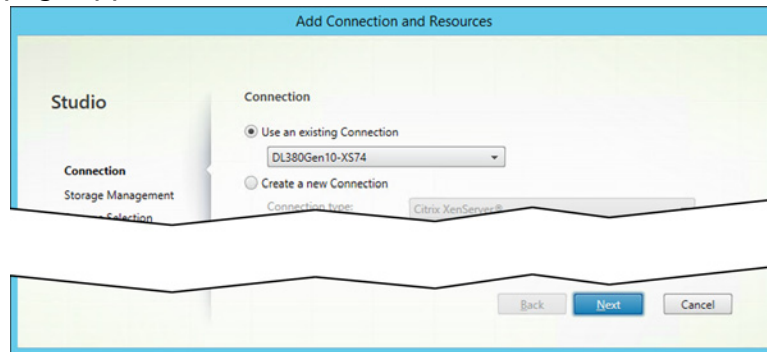 Add Connection and Resources
Studio
Connection
Use an existing Connection
DL380Gen10-XS74
Connection
Create a new Connection
Storage Management
Connection type:
Citrix XenServer®
Selection
Back
Next
Cancel